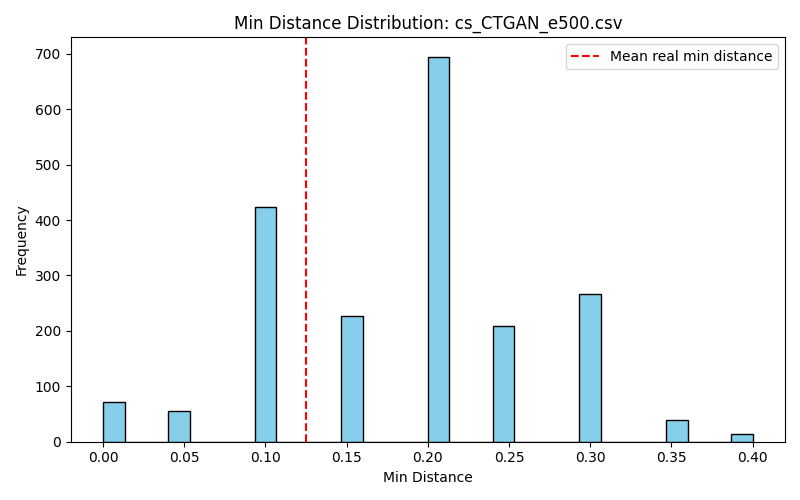 Min Distance Distribution: cs_CTGAN_e500.csv
Mean real min distance
Frequency
700
600
500
400
300
200
100
0
0.00 0.05 0.10 0.15 0.20 0.25 0.30 0.35 0.40
Min Distance